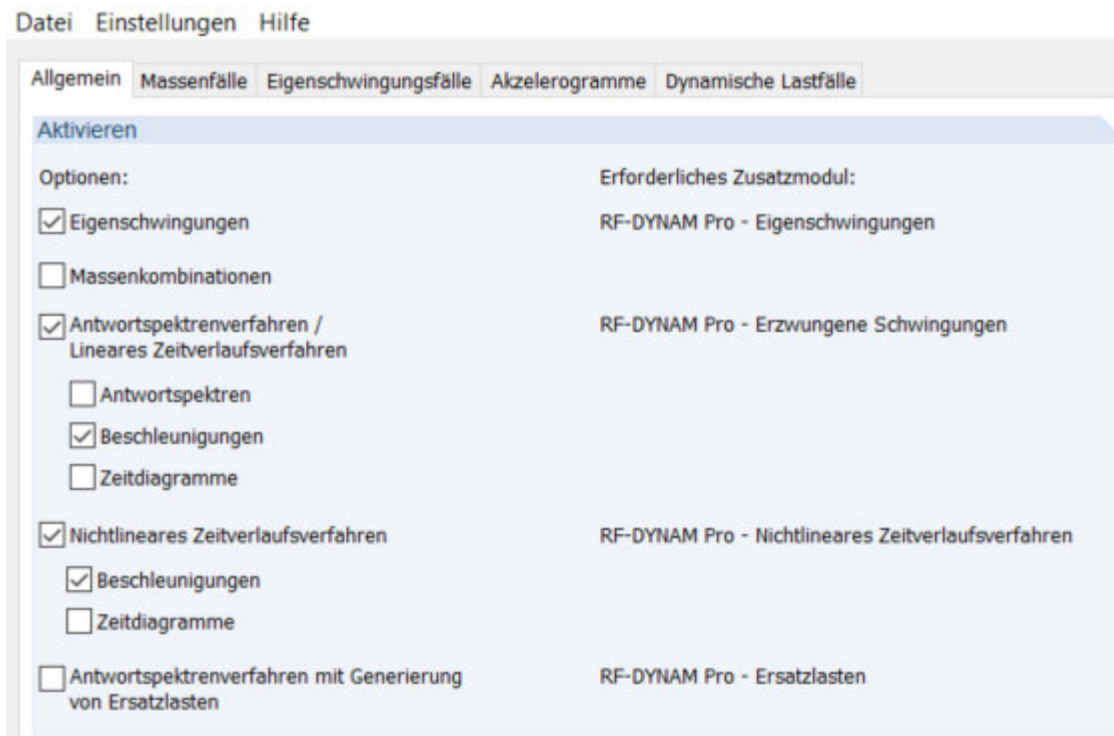 Datei Einstellungen Hilfe
Allgemein Massenfälle Eigenschwingungsfälle Akzelerogramme Dynamische Lastfälle
Aktivieren
Optionen: Erforderliches Zusatzmodul:
Eigenschwingungen RF-DYNAM Pro - Eigenschwingungen
Massenkombinationen
Antwortspektrenverfahren / RF-DYNAM Pro - Erzwungene Schwingungen
Lineares Zeitverlaufsverfahren
Antwortspektren
Beschleunigungen
Zeitdiagramme
Nichtlineares Zeitverlaufsverfahren RF-DYNAM Pro - Nichtlineares Zeitverlaufsverfahren
Beschleunigungen
Zeitdiagramme
Antwortspektrenverfahren mit Generierung RF-DYNAM Pro - Ersatzlasten
von Ersatzlasten